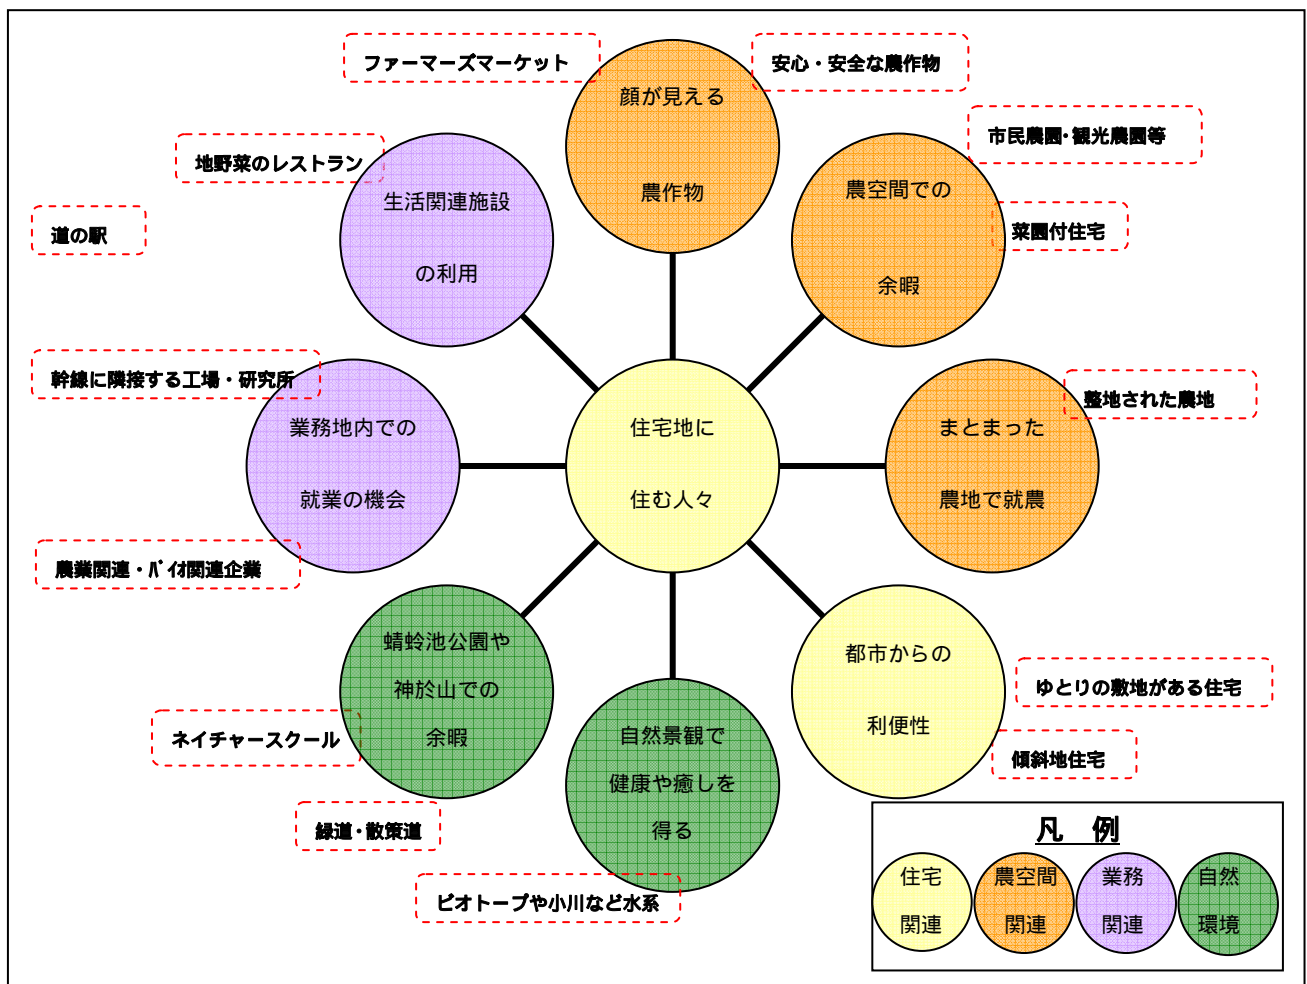 ファーマーズマーケット
安心・安全な農作物
顔が見える
農作物
市民農園・観光農園等
地野菜のレストラン
生活関連施設
の利用
農空間での
余暇
菜園付住宅
道の駅
幹線に隣接する工場・研究所
業務地内での
就業の機会
住宅地に
住む人々
まとまった
農地で就農
整地された農地
農業関連・ﾊﾞｲｵ関連企業
蜻蛉池公園や
神於山での
余暇
都市からの
利便性
ゆとりの敷地がある住宅
ネイチャースクール
自然景観で
健康や癒しを
得る
傾斜地住宅
緑道・散策道
ビオトープや小川など水系
凡 例
住宅
関連
農空間
関連
業務
関連
自然
環境